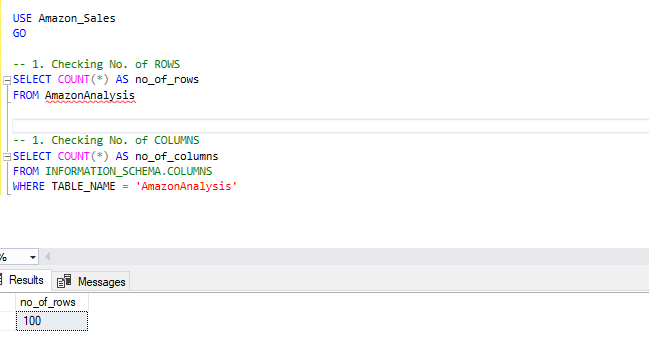 USE Amazon_Sales
GO
-- 1. Checking No. of ROWS
SELECT COUNT(*) AS no_of_rows
FROM AmazonAnalysis
-- 1. Checking No. of COLUMNS
SELECT COUNT(*) AS no_of_columns
FROM INFORMATION_SCHEMA.COLUMNS
WHERE TABLE_NAME = 'AmazonAnalysis'
%
Results Messages
no_of_rows
100